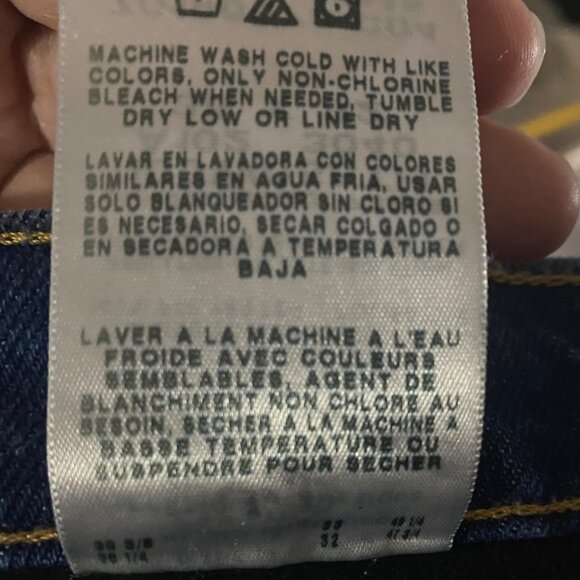 MACHINE WASH COLD WITH LIKE
COLORS, ONLY NON-CHLORINE
BLEACH WHEN NEEDED, TUMBLE
DRY LOW OR LINE DRY
LAVAR EN LAVADORA CON COLORES
SIMILARES EN AGUA FRIA, USAR
SOLO BLANQUEADOR SIN CLORO SI
ES NECESARIO, SECAR COLGADO O
EN SECADORA A TEMPERATURA
BAJA
LAVER A LA MACHINE A L'EAU
FROIDE AVEC COULEURS
SEMBLABLES, AGENT DE
BLANCHIMENT NON CHLORE AU
BESOIN, SECHER A LA MACHINE A
BASSE TEMPERATURE OU
SUSPENDRE POUR SECHER